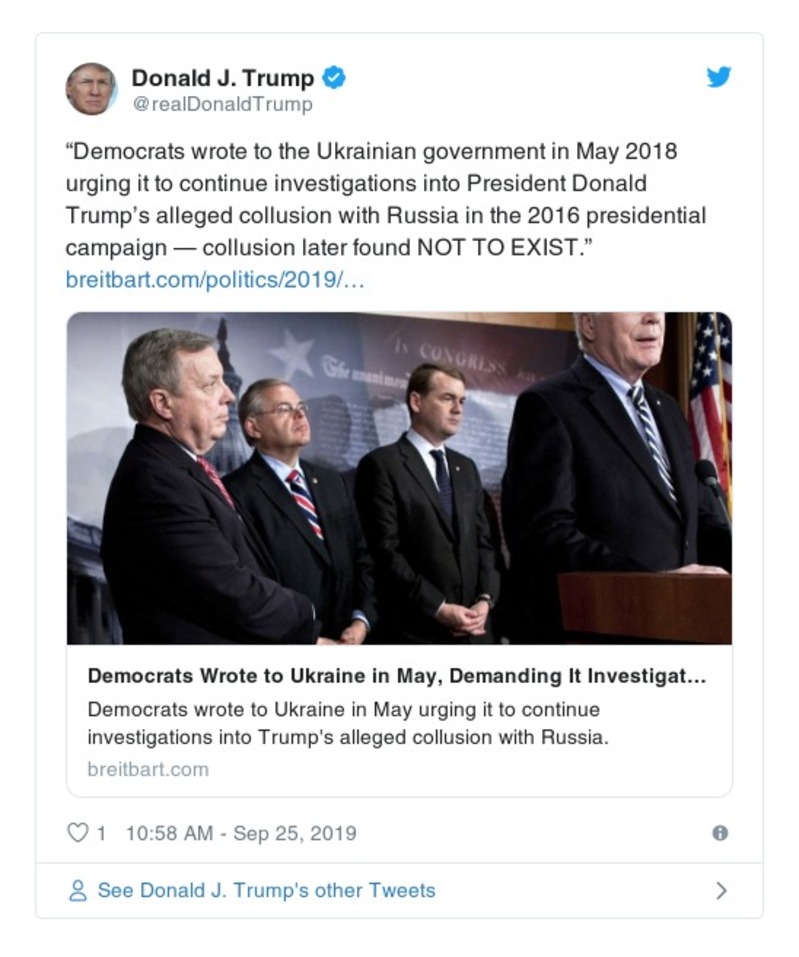 Donald J. Trump
@realDonaldTrump
“Democrats wrote to the Ukrainian government in May 2018
urging it to continue investigations into President Donald
Trump’s alleged collusion with Russia in the 2016 presidential
campaign — collusion later found NOT TO EXIST.”
breitbart.com/politics/2019/…
IN CONGRESS
The unanimou
Democrats Wrote to Ukraine in May, Demanding It Investigat...
Democrats wrote to Ukraine in May urging it to continue
investigations into Trump's alleged collusion with Russia.
breitbart.com
1 10:58 AM - Sep 25, 2019
See Donald J. Trump's other Tweets